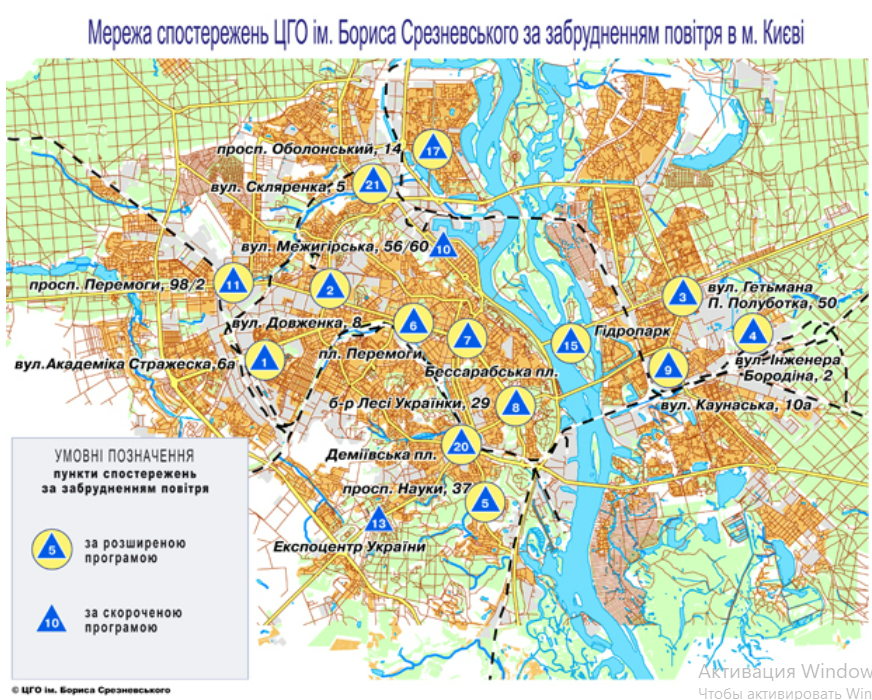 Мережа спостережень ЦГО ім. Бориса Срезневського за забрудненням повітря в м. Києві
просп. Оболонський, 14
17
вул. Скляренка, 5
21
вул. Межигірська, 56/60
10
просп. Перемоги, 98/2
11
2
3
вул. Гетьмана
П. Полуботка, 50
вул. Довженка, 8
6
7
15
Гідропарк
4
пл. Перемоги
вул.Академіка Стражеска,6а
1
Бессарабська пл.
9
вул. Інженера
Бородіна, 2
б-р Лесі Українки, 29
8
вул. Каунаська, 10а
Деміївська пл.
20
просп. Науки, 37
5
13
Експоцентр України
УМОВНІ ПОЗНАЧЕННЯ
пункти спостережень
за забрудненням повітря
5
за розширеною
програмою
10
за скороченою
програмою
© ЦГО ім. Бориса Срезневського
Активация Window
Чтобы активировать Win